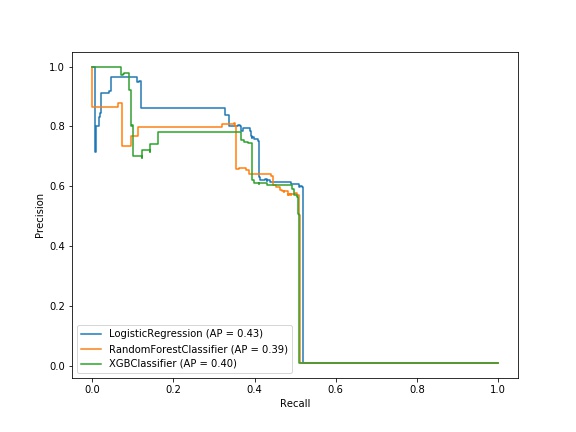 1.0
0.8
0.6
0.4
0.2
0.0
Precision
LogisticRegression (AP = 0.43)
RandomForestClassifier (AP = 0.39)
XGBClassifier (AP = 0.40)
0.0 0.2 0.4 0.6 0.8 1.0
Recall